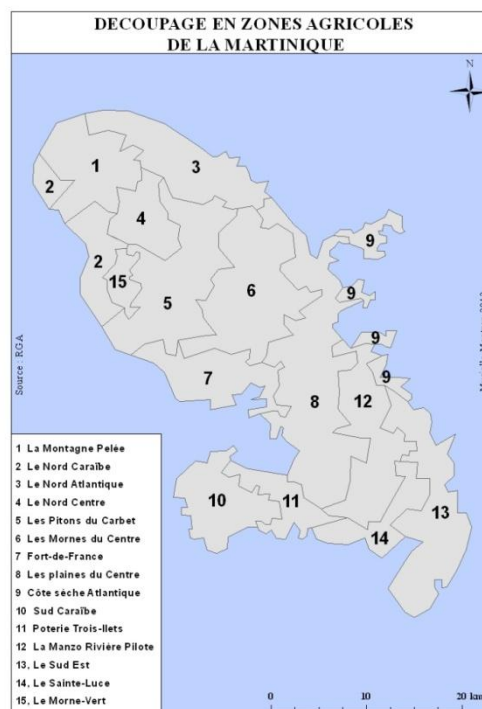 DECOUPAGE EN ZONES AGRICOLES
DE LA MARTINIQUE
N
1
3
2
4
9
2
15
6
9
5
9
9
7
8
12
10
11
13
14
Source : RGA
1 La Montagne Pelée
2 Le Nord Caraïbe
3 Le Nord Atlantique
4 Le Nord Centre
5 Les Pitons du Carbet
6 Les Mornes du Centre
7 Fort-de-France
8 Les plaines du Centre
9 Côte sèche Atlantique
10 Sud Caraïbe
11 Poterie Trois-Ilets
12 La Manzo Rivière Pilote
13, Le Sud Est
14, Le Sainte-Luce
15, Le Morne-Vert
0 10 20 km